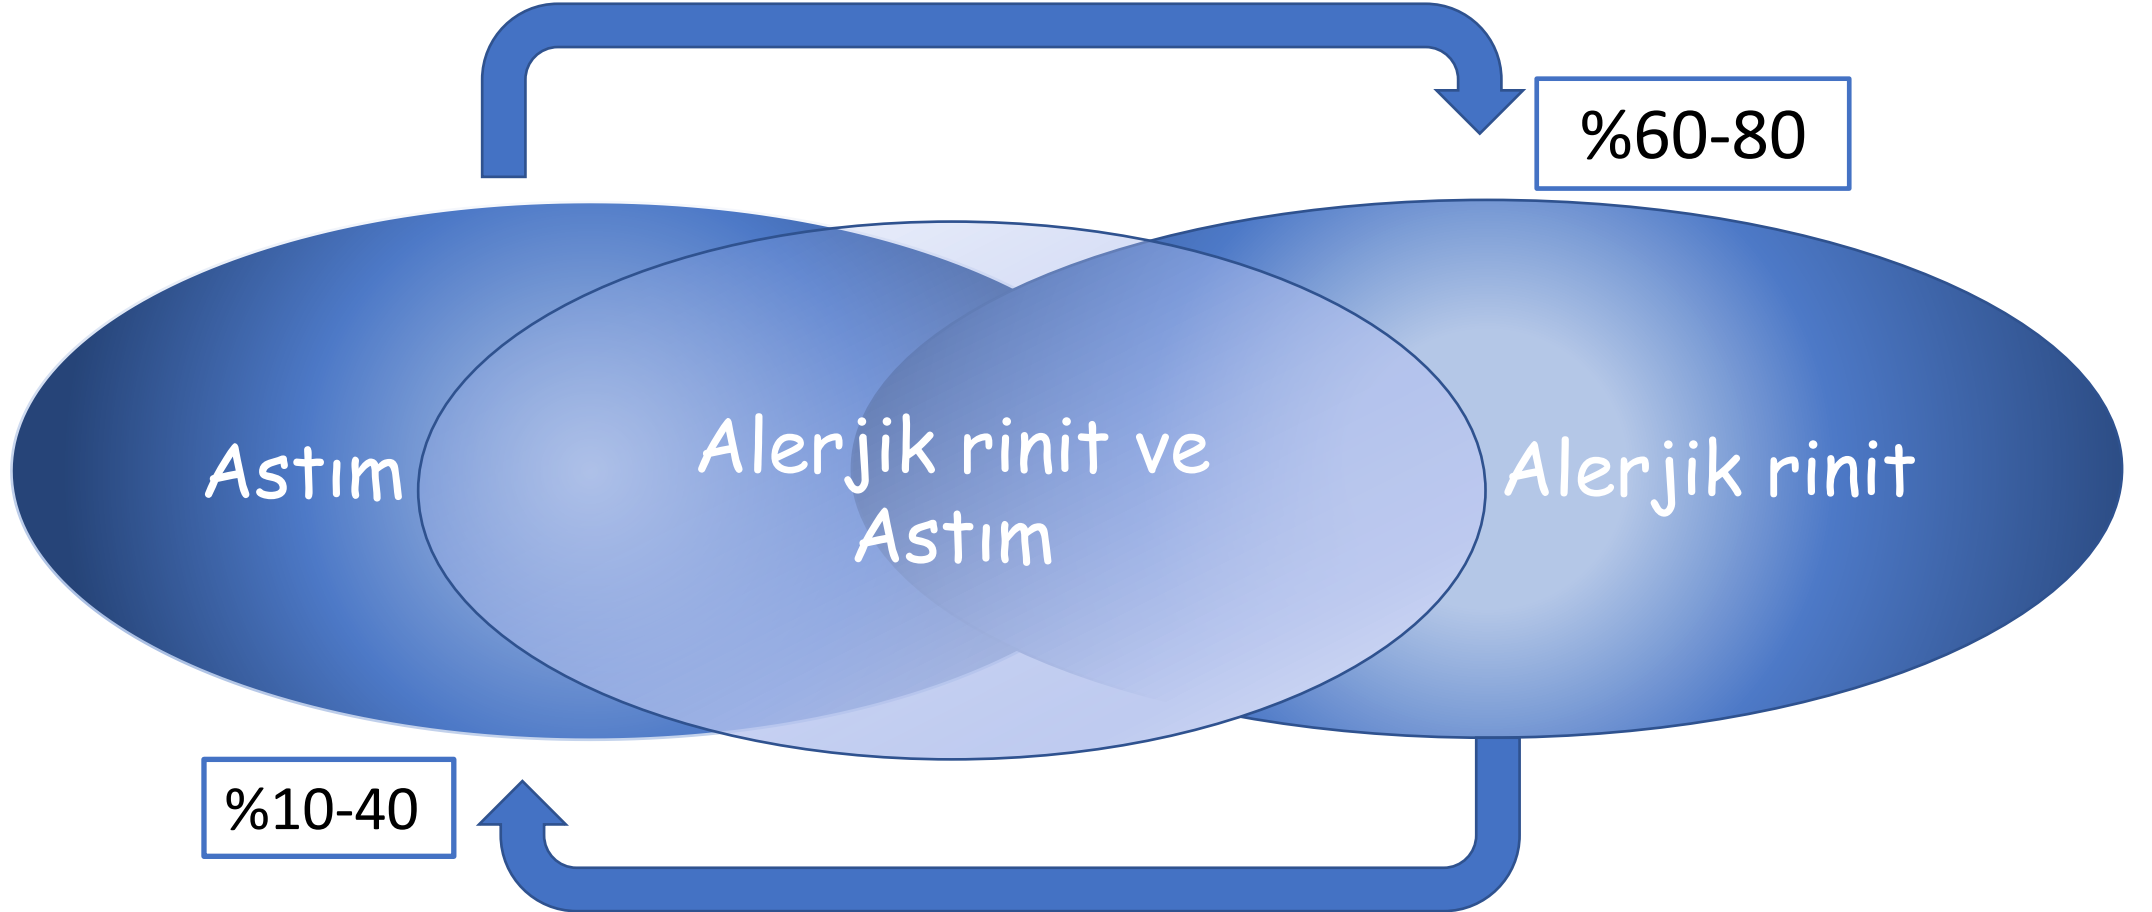 %60-80
Astım
Alerjik rinit ve
Astım
Alerjik rinit
%10-40